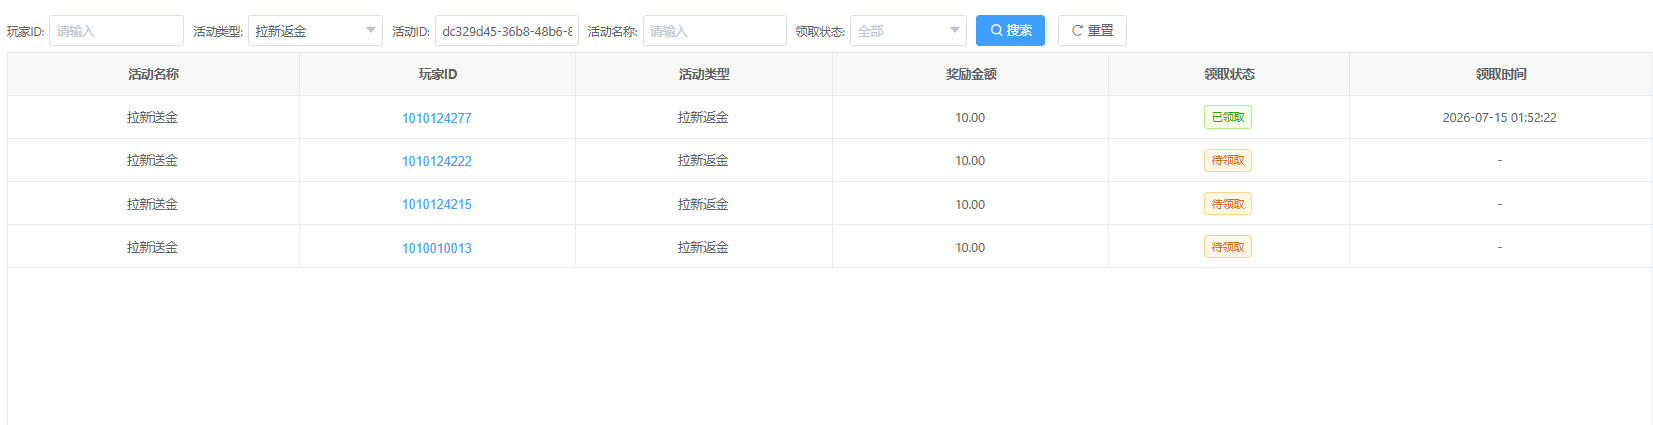 玩家ID: 请输入 活动类型: 拉新返金 活动ID: dc329d45-36b8-48b6-8 活动名称: 请输入 领取状态: 全部 搜索 重置
活动名称 玩家ID 活动类型 奖励金额 领取状态 领取时间
拉新送金 1010124277 拉新返金 10.00 已领取 2026-07-15 01:52:22
拉新送金 1010124222 拉新返金 10.00 待领取 -
拉新送金 1010124215 拉新返金 10.00 待领取 -
拉新送金 1010010013 拉新返金 10.00 待领取 -